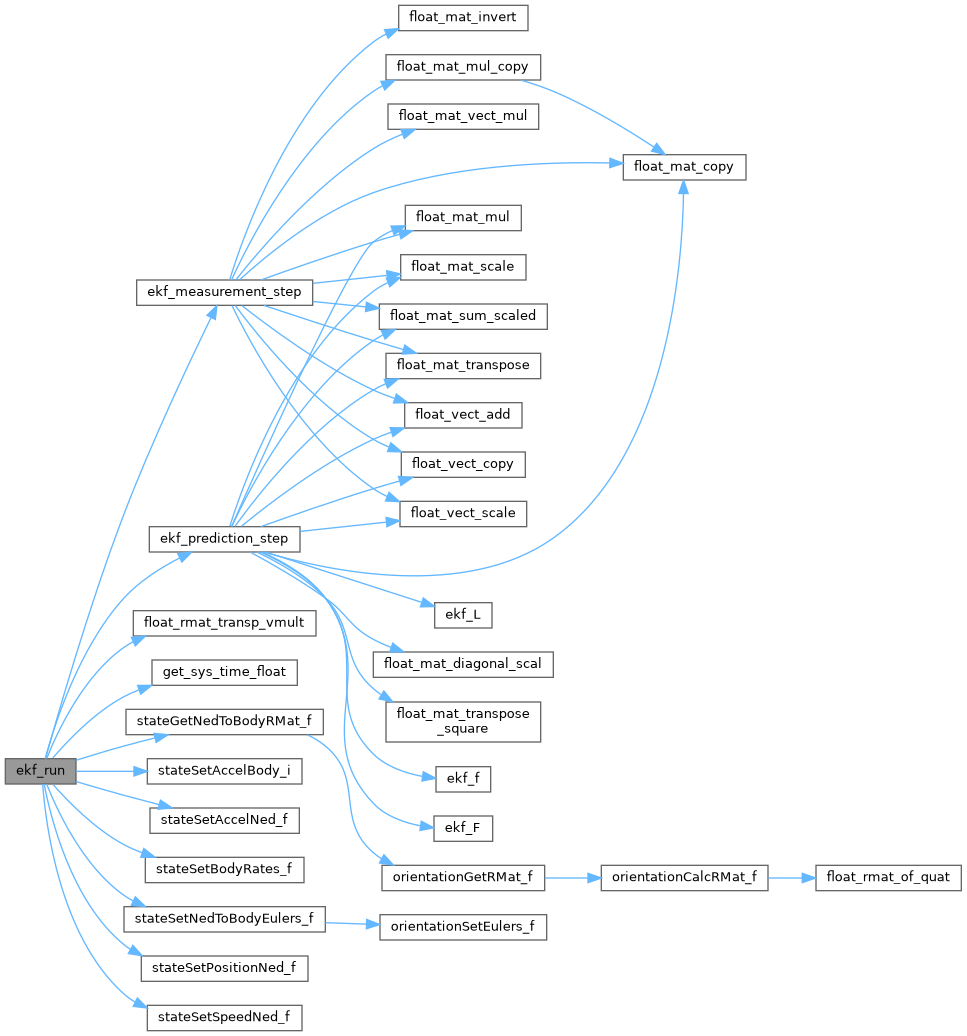 float_mat_invert
float_mat_mul_copy
float_mat_vect_mul
float_mat_copy
float_mat_mul
float_mat_scale
ekf_measurement_step
float_mat_sum_scaled
float_mat_transpose
float_vect_add
float_vect_copy
float_vect_scale
ekf_prediction_step
ekf_L
float_rmat_transp_vmult
float_mat_diagonal_scal
get_sys_time_float
float_mat_transpose
_square
stateGetNedToBodyRMat_f
ekf_run
stateSetAccelBody_i
ekf_f
stateSetAccelNed_f
ekf_F
stateSetBodyRates_f
orientationGetRMat_f
orientationCalcRMat_f
float_rmat_of_quat
stateSetNedToBodyEulers_f
orientationSetEulers_f
stateSetPositionNed_f
stateSetSpeedNed_f